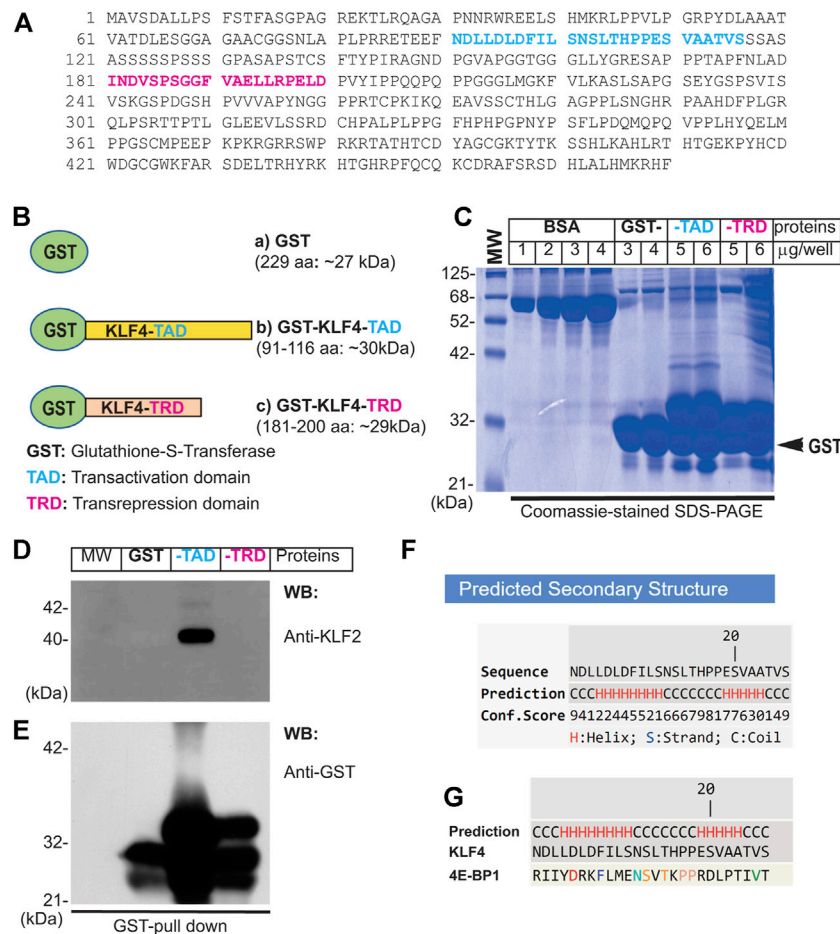 A
1 MAVSDALLPS FSTFASGPAG REKTLRQAGA PNNRWREELS HMKRLPPVLP GRPYDLAAAT
61 VATDLESGGA GAACGGSNLA PLPRRETEEF NDLLDLDFIL SNSLTHPPES VAATVSSSAS
121 ASSSSSPSSS GPASAPSTCS FTYPIRAGND PGVAPGGTGG GLLYGRESAP PPTAPFNLAD
181 INDVSPSGGF VAELLRPELD PVYIPPQQPQ PPGGGLMGKF VLKASLSAPG SEYGSPSVIS
241 VSKGSPDGSH PVVVAPYNGG PPRTCPKIKQ EAVSSCTHLG AGPPLSNGHR PAAHDFPLGR
301 QLPSRTTPTL GLEEVLSSRD CHPALPLPPG FHPHPGPNYP SFLPDQMQPQ VPPLHYQELM
361 PPGSCMPEEP KPKRGRRSWP RKRTATHTCD YAGCGKTYTK SSHLKAHLRT HTGEKPYHCD
421 WDGCGWKFAR SDELTRHYRK HTGHRPFQCQ KCDRAFSRSD HLALHMKRHF
B
GST
a) GST
(229 aa: ~27 kDa)
GST KLF4-TAD
b) GST-KLF4-TAD
(91-116 aa: ~30kDa)
GST KLF4-TRD
c) GST-KLF4-TRD
(181-200 aa: ~29kDa)
GST: Glutathione-S-Transferase
TAD: Transactivation domain
TRD: Transrepression domain
C
MW BSA GST- -TAD -TRD proteins
1 2 3 4 3 4 5 6 5 6 µg/well
125-
68-
52-
42-
32-
21-
(kDa)
GST
Coomassie-stained SDS-PAGE
D
MW GST -TAD -TRD Proteins
42-
40-
(kDa)
WB:
Anti-KLF2
E
42-
32-
21-
(kDa)
WB:
Anti-GST
GST-pull down
F
Predicted Secondary Structure
20
|
Sequence NDLLDLDFILSNSLTHPPESVAATVS
Prediction CCCHHHHHHHHCCCCCCCHHHHHCCC
Conf.Score 94122445521666798177630149
H:Helix; S:Strand; C:Coil
G
20
|
Prediction CCCHHHHHHHHCCCCCCCHHHHHCCC
KLF4 NDLLDLDFILSNSLTHPPESVAATVS
4E-BP1 RIIYDRKFLMENSVTKPPRDLPTIVT